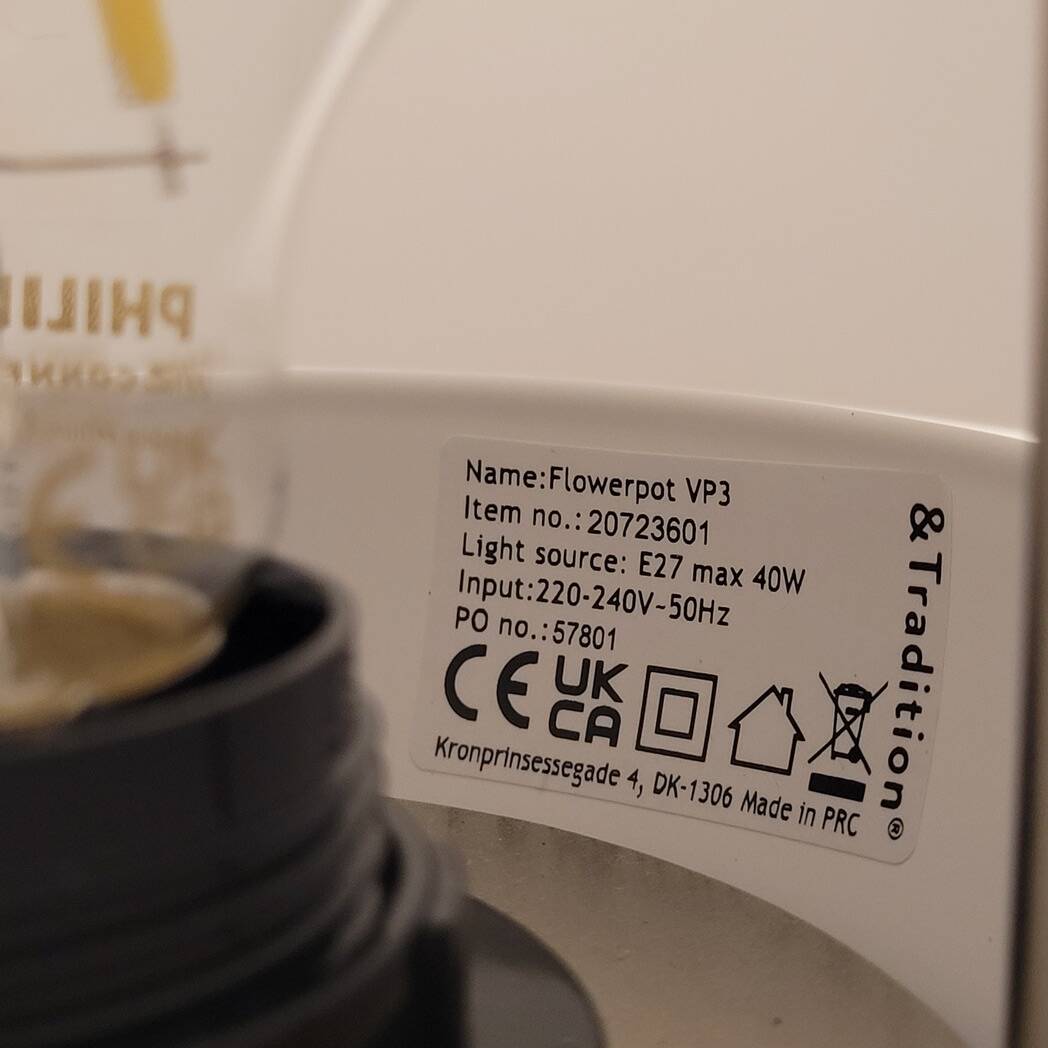 Name:Flowerpot VP3
Item no.:20723601
Light source: E27 max 40W
Input:220-240V~50Hz
PO no.:57801
CE UK CA
Kronprinsessegade 4, DK-1306 Made in PRC
&Tradition®